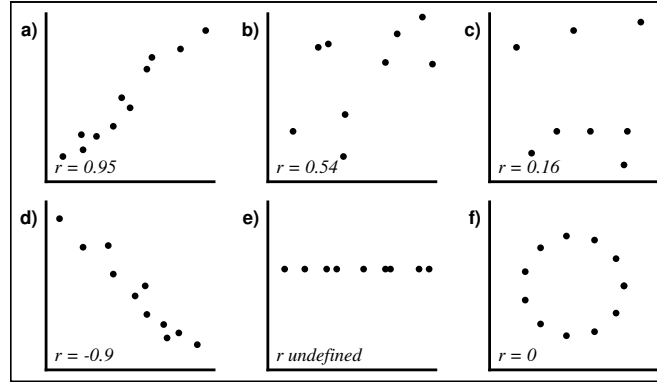 a)
r = 0.95
b)
r = 0.54
c)
r = 0.16
d)
r = -0.9
e)
r undefined
f)
r = 0